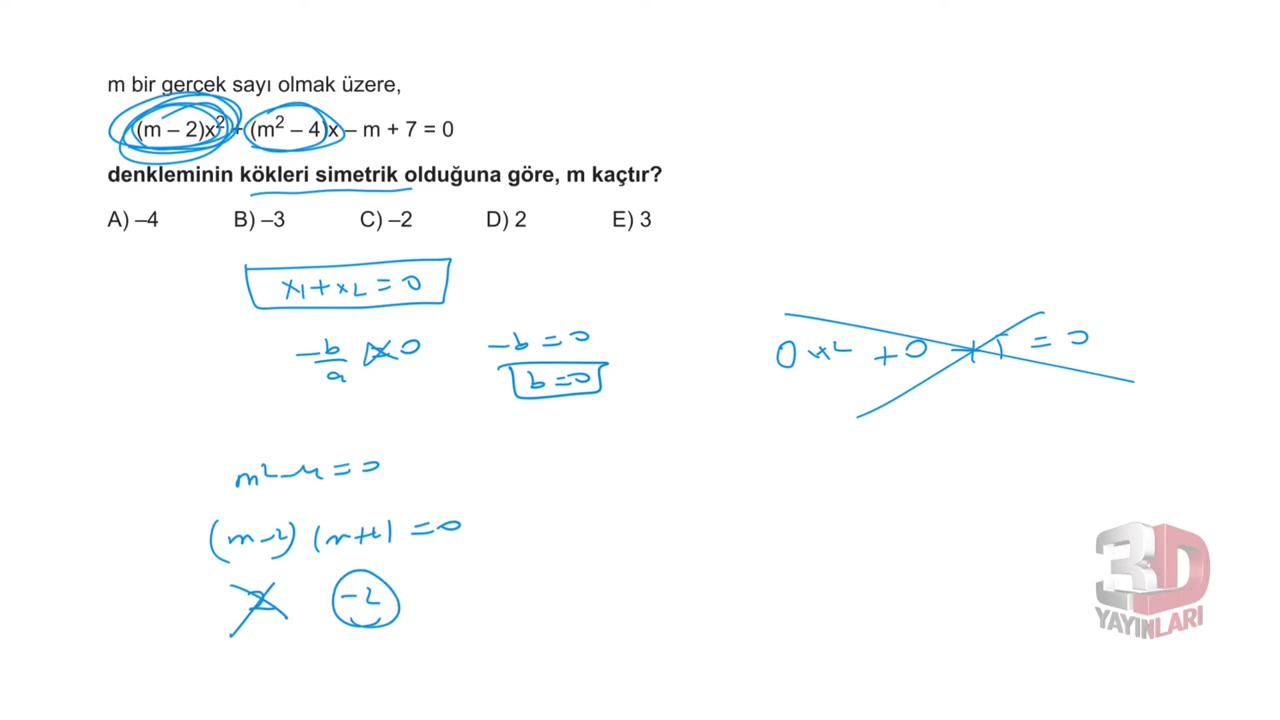 m bir gerçek sayı olmak üzere,
(m – 2)x² + (m² – 4)x – m + 7 = 0
denkleminin kökleri simetrik olduğuna göre, m kaçtır?
A) –4 B) –3 C) –2 D) 2 E) 3
x₁ + x₂ = 0
-b/a = 0 -b = 0
b = 0
0x² + 0 = 0
m² - 4 = 0
(m-2) (m+2) = 0
2 -2
3D
YAYINLARI